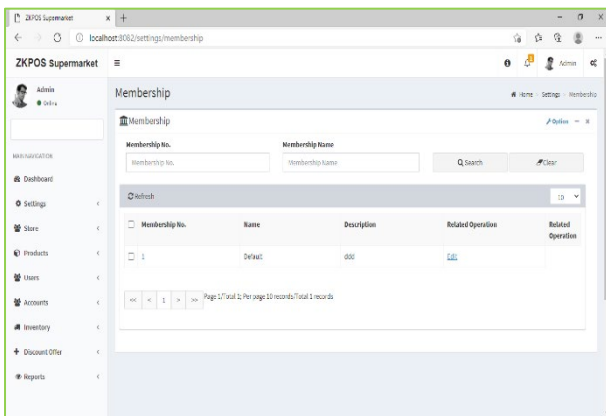 ZKPOS Supermarket
localhost:8082/settings/membership
ZKPOS Supermarket
Admin
Admin
Online
MAIN NAVIGATION
Dashboard
Settings
Store
Products
Users
Accounts
Inventory
Discount Offer
Reports
Membership
Home > Settings > Membership
Membership
Option
Membership No.
Membership Name
Membership No.
Membership Name
Search
Clear
Refresh
10
Membership No. Name Description Related Operation Related Operation
1 Default ddd Edit
<< < 1 > >> Page 1/Total 1; Per page 10 records/Total 1 records